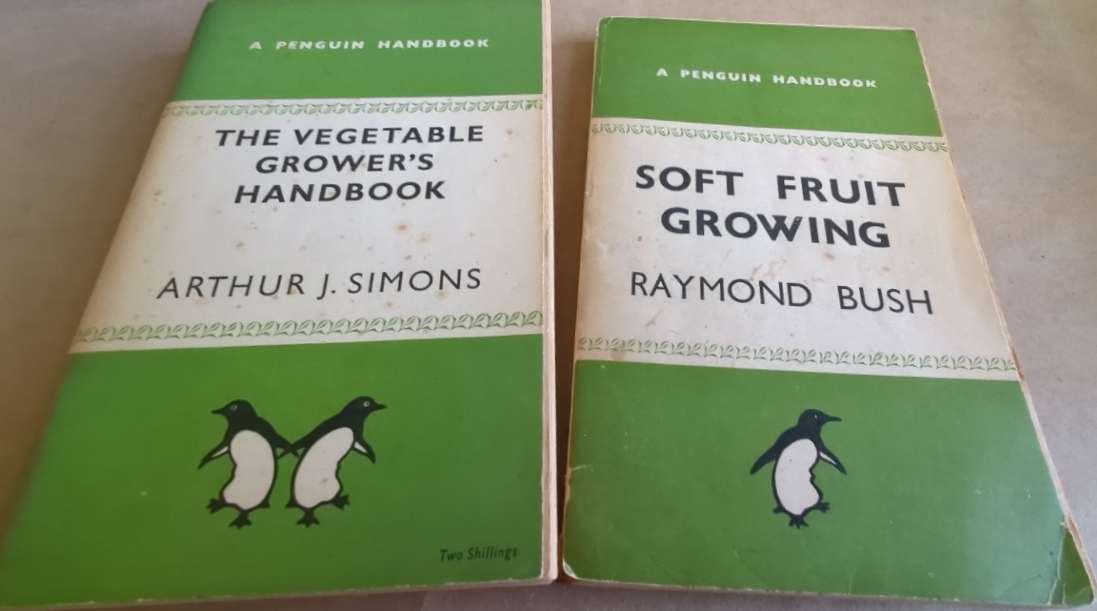 A PENGUIN HANDBOOK
THE VEGETABLE
GROWER'S
HANDBOOK
ARTHUR J. SIMONS
Two Shillings
A PENGUIN HANDBOOK
SOFT FRUIT
GROWING
RAYMOND BUSH